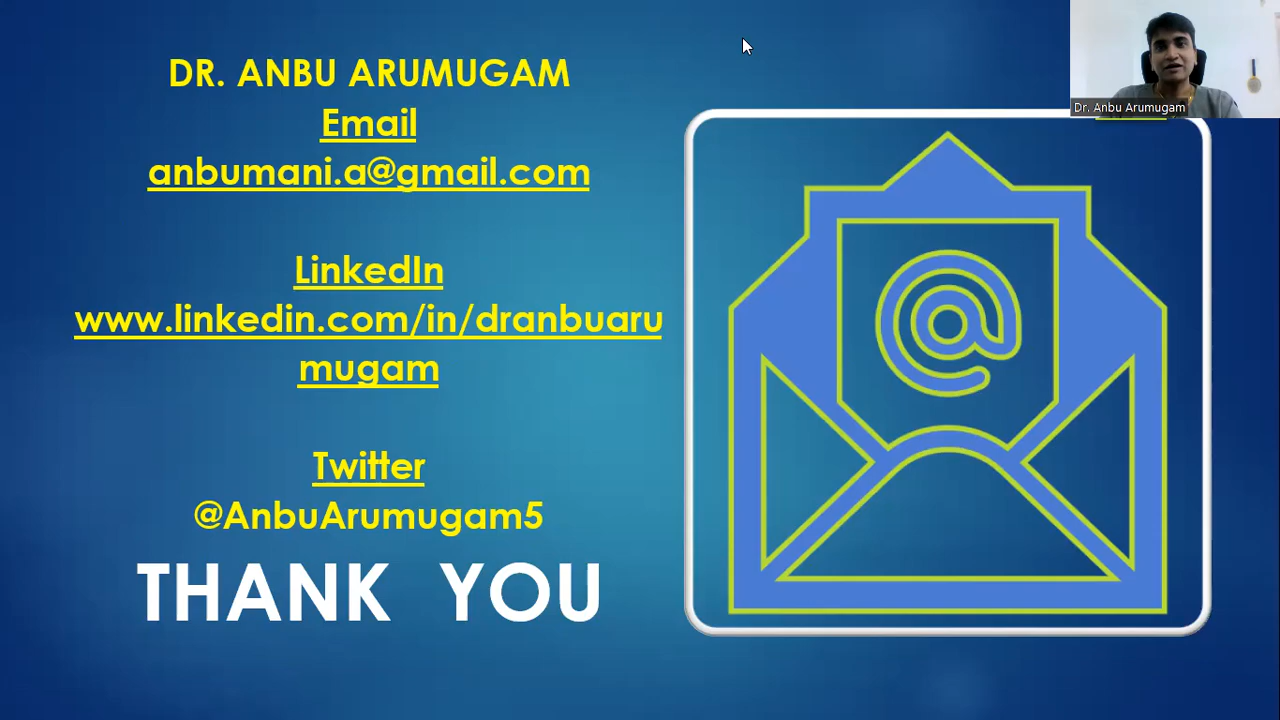 DR. ANBU ARUMUGAM
Email
anbumani.a@gmail.com
LinkedIn
www.linkedin.com/in/dranbuaru
mugam
Twitter
@AnbuArumugam5
THANK YOU
Dr. Anbu Arumugam